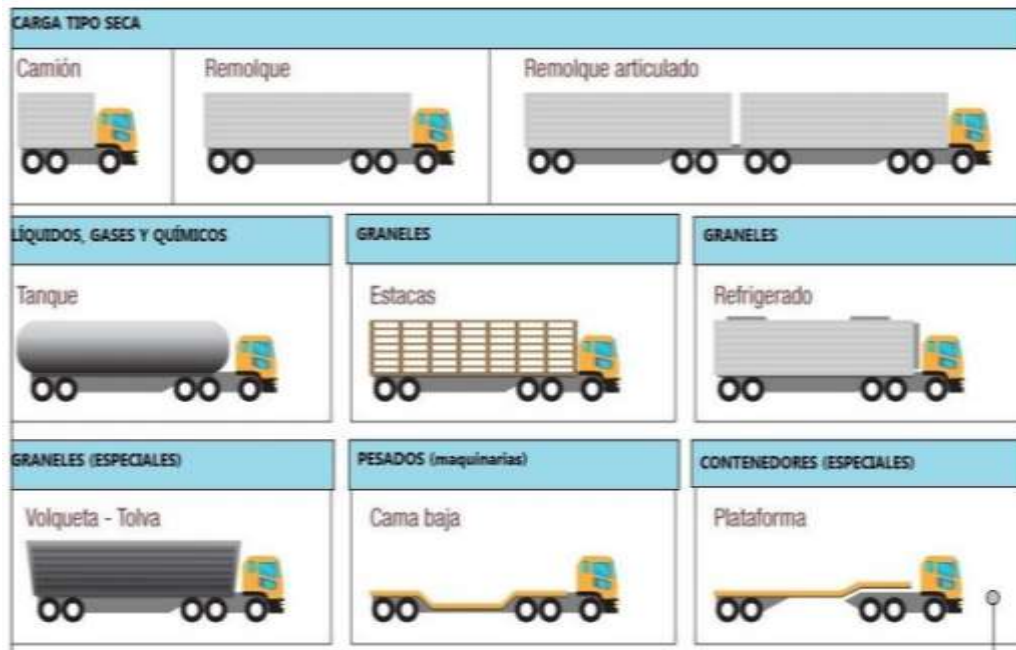 CARGA TIPO SECA
Camión
Remolque
Remolque articulado
LÍQUIDOS, GASES Y QUÍMICOS
GRANELES
GRANELES
Tanque
Estacas
Refrigerado
GRANELES (ESPECIALES)
PESADOS (maquinarias)
CONTENEDORES (ESPECIALES)
Volqueta - Tolva
Cama baja
Plataforma